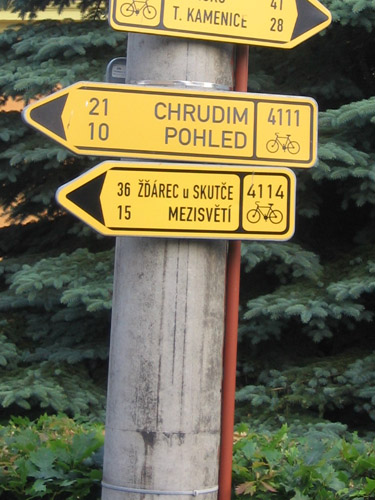 41
T. KAMENICE 28
21 CHRUDIM 4111
10 POHLED
36 ŽĎÁREC u SKUTČE 4114
15 MEZISVĚTÍ